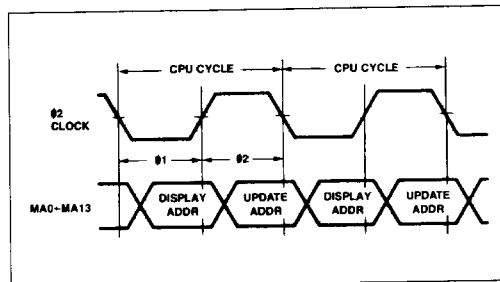 CPU CYCLE CPU CYCLE
φ2
CLOCK
φ1 φ2
MA0-MA13
DISPLAY UPDATE DISPLAY UPDATE
ADDR ADDR ADDR ADDR